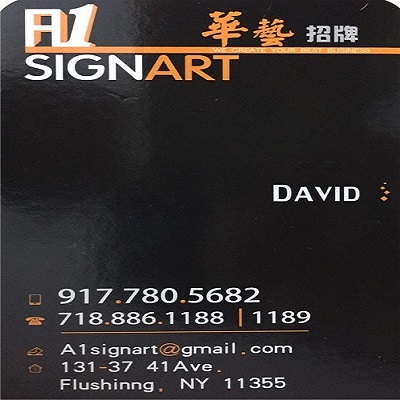 A1 華藝 招牌
WE CREATE YOUR BEST BUSINESS
SIGNART
DAVID
917.780.5682
718.886.1188 | 1189
A1signart@gmail.com
131-37 41Ave.
Flushinng, NY 11355